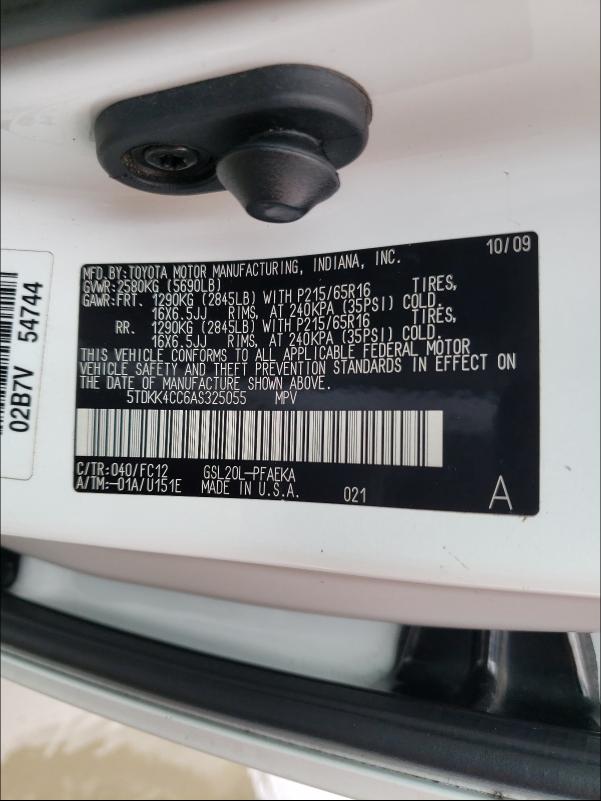 10/09
MFD.BY:TOYOTA MOTOR MANUFACTURING, INDIANA, INC.
GVWR:2580KG (5690LB)
GAWR:FRT. 1290KG (2845LB) WITH P215/65R16 TIRES,
16X6.5JJ RIMS, AT 240KPA (35PSI) COLD.
RR. 1290KG (2845LB) WITH P215/65R16 TIRES,
16X6.5JJ RIMS, AT 240KPA (35PSI) COLD.
THIS VEHICLE CONFORMS TO ALL APPLICABLE FEDERAL MOTOR
VEHICLE SAFETY AND THEFT PREVENTION STANDARDS IN EFFECT ON
THE DATE OF MANUFACTURE SHOWN ABOVE.
5TDKK4CC6AS325055 MPV
C/TR:040/FC12 GSL20L-PFAEKA
A/TM:-01A/U151E MADE IN U.S.A. 021 A
02B7V 54744